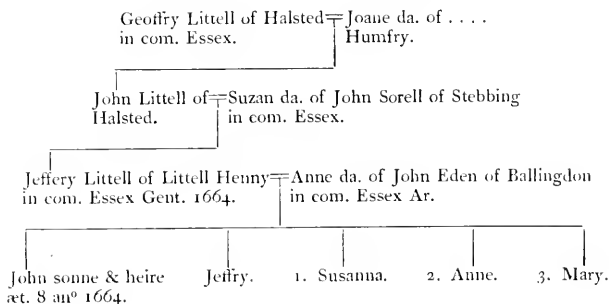 Geoffry Littell of Halsted = Joane da. of . . . .
in com. Essex. Humfry.
John Littell of = Suzan da. of John Sorell of Stebbing
Halsted. in com. Essex.
Jeffery Littell of Littell Henny = Anne da. of John Eden of Ballingdon
in com. Essex Gent. 1664. in com. Essex Ar.
John sonne & heire Jeffry. 1. Susanna. 2. Anne. 3. Mary.
æt. 8 anº 1664.